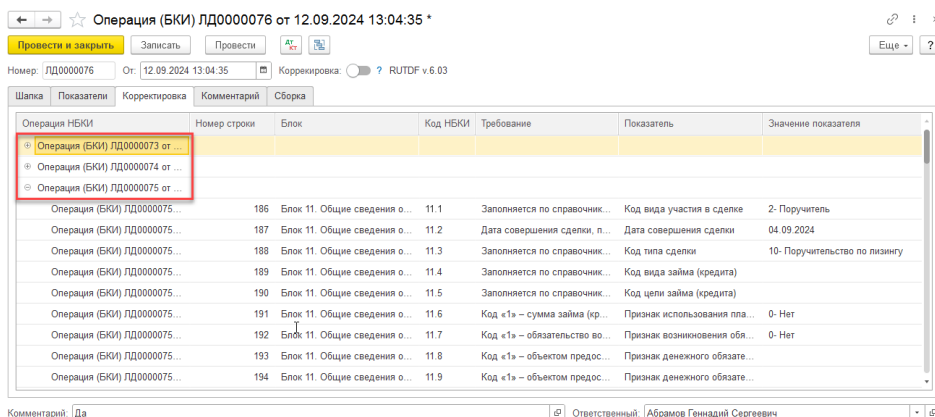 Операция (БКИ) ЛД0000076 от 12.09.2024 13:04:35 *
Провести и закрыть Записать Провести Дт Кт Еще ?
Номер: ЛД0000076 От: 12.09.2024 13:04:35 Коррекировка: ? RUTDF v.6.03
Шапка Показатели Корректировка Комментарий Сборка
Операция НБКИ Номер строки Блок Код НБКИ Требование Показатель Значение показателя
Операция (БКИ) ЛД0000073 от ...
Операция (БКИ) ЛД0000074 от ...
Операция (БКИ) ЛД0000075 от ...
Операция (БКИ) ЛД0000075... 186 Блок 11. Общие сведения о... 11.1 Заполняется по справочник... Код вида участия в сделке 2- Поручитель
Операция (БКИ) ЛД0000075... 187 Блок 11. Общие сведения о... 11.2 Дата совершения сделки, п... Дата совершения сделки 04.09.2024
Операция (БКИ) ЛД0000075... 188 Блок 11. Общие сведения о... 11.3 Заполняется по справочник... Код типа сделки 10- Поручительство по лизингу
Операция (БКИ) ЛД0000075... 189 Блок 11. Общие сведения о... 11.4 Заполняется по справочник... Код вида займа (кредита)
Операция (БКИ) ЛД0000075... 190 Блок 11. Общие сведения о... 11.5 Заполняется по справочник... Код цели займа (кредита)
Операция (БКИ) ЛД0000075... 191 Блок 11. Общие сведения о... 11.6 Код «1» – сумма займа (кр... Признак использования пла... 0- Нет
Операция (БКИ) ЛД0000075... 192 Блок 11. Общие сведения о... 11.7 Код «1» – обязательство во... Признак возникновения обя... 0- Нет
Операция (БКИ) ЛД0000075... 193 Блок 11. Общие сведения о... 11.8 Код «1» – объектом предос... Признак денежного обязате...
Операция (БКИ) ЛД0000075... 194 Блок 11. Общие сведения о... 11.9 Код «1» – объектом предос... Признак денежного обязате...
Комментарий: Да Ответственный: Абрамов Геннадий Сергеевич